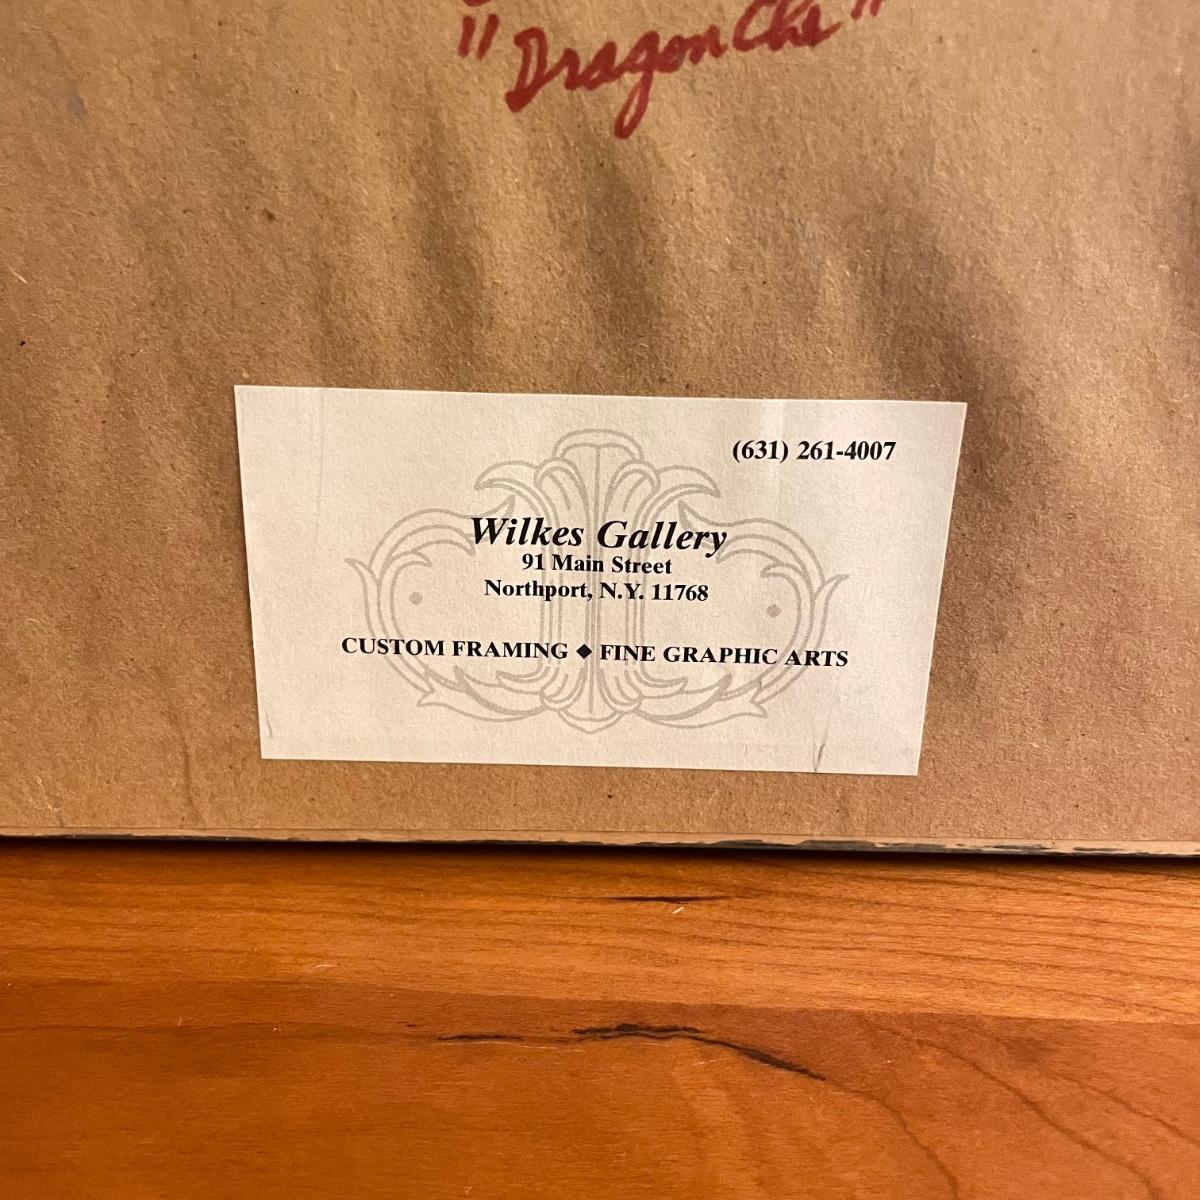 "Dragon Che"
(631) 261-4007
Wilkes Gallery
91 Main Street
Northport, N.Y. 11768
CUSTOM FRAMING ◆ FINE GRAPHIC ARTS